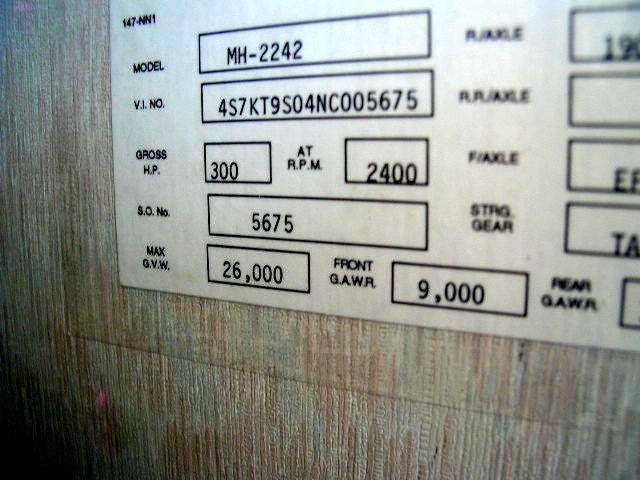 147-NN1
MODEL MH-2242 R/AXLE
V.I. NO. 4S7KT9S04NC005675 R.R/AXLE
GROSS H.P. 300 AT R.P.M. 2400 F/AXLE
S.O. No. 5675 STRG. GEAR TA
MAX G.V.W. 26,000 FRONT G.A.W.R. 9,000 REAR G.A.W.R.